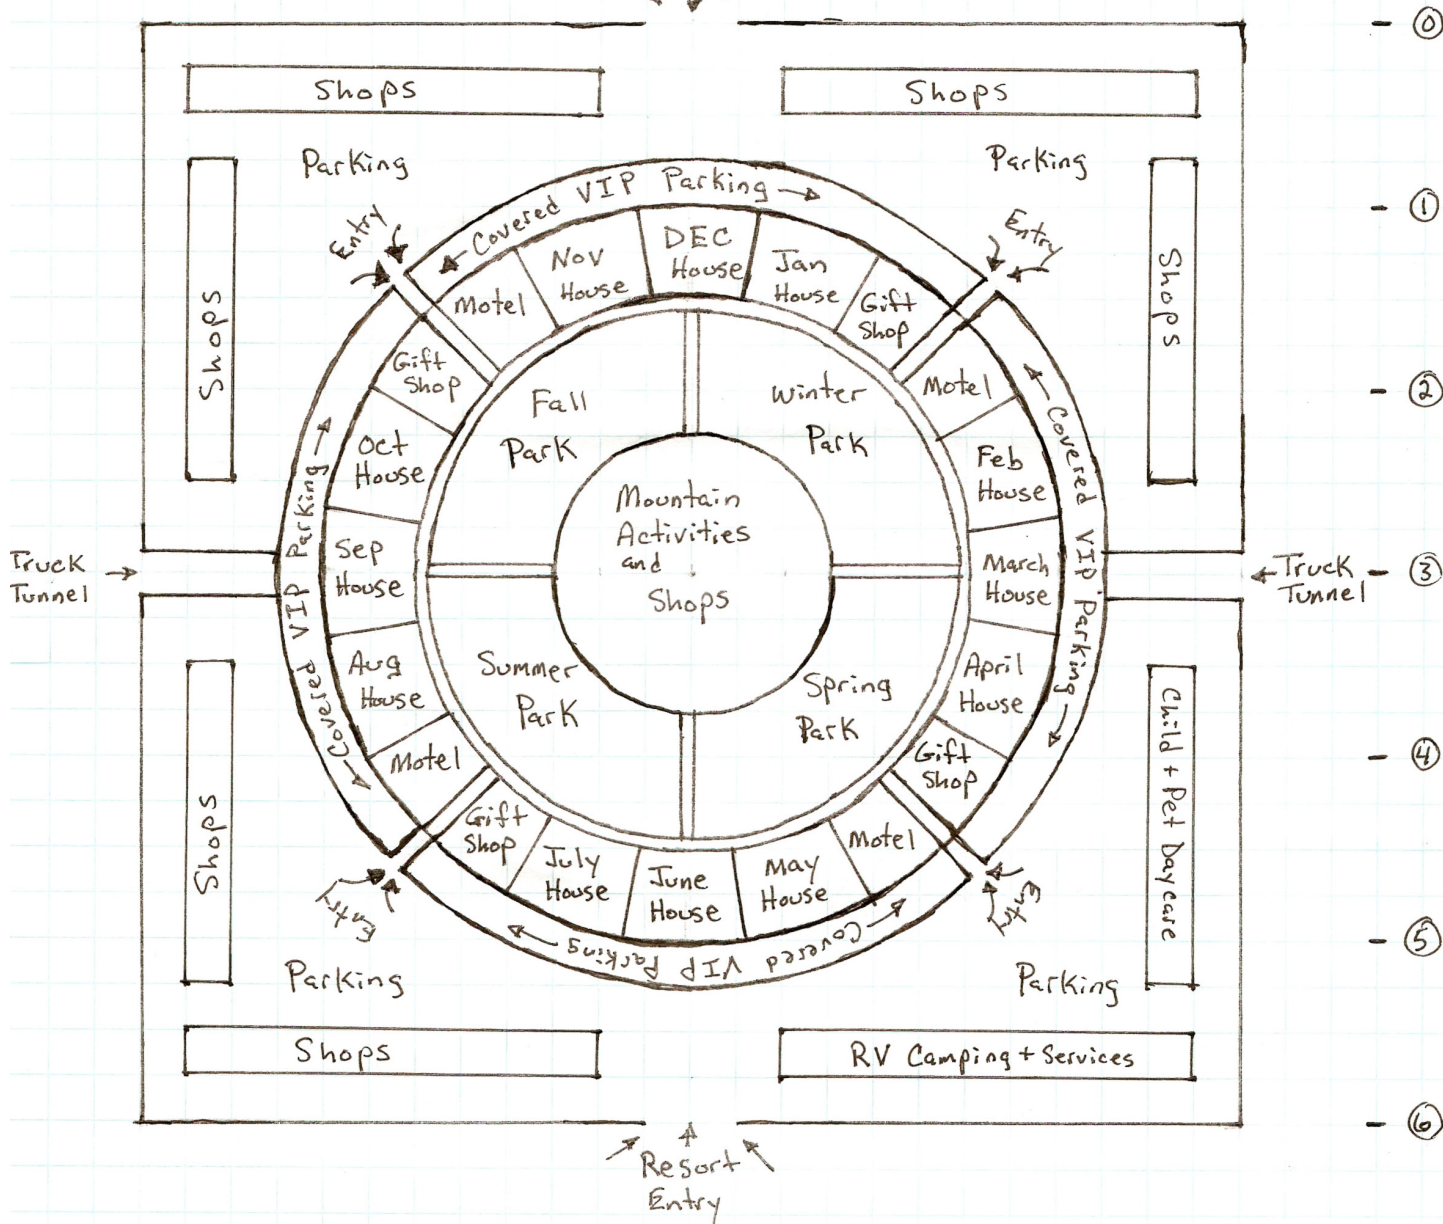 0
Shops
Shops
Parking
Parking
Covered VIP Parking
1
Entry
Entry
Nov
House
DEC
House
Jan
House
Motel
Gift
Shop
Shops
Shops
Gift
Shop
Motel
2
Fall
Park
Winter
Park
Oct
House
Feb
House
Covered VIP Parking
Covered VIP Parking
Mountain
Activities
and
Shops
Sep
House
March
House
Truck
Tunnel
Truck
Tunnel
3
Aug
House
April
House
Summer
Park
Spring
Park
Motel
Gift
Shop
4
Shops
Child + Pet Daycare
Gift
Shop
July
House
June
House
May
House
Motel
Entry
Entry
Covered VIP Parking
5
Parking
Parking
Shops
RV Camping + Services
6
Resort
Entry